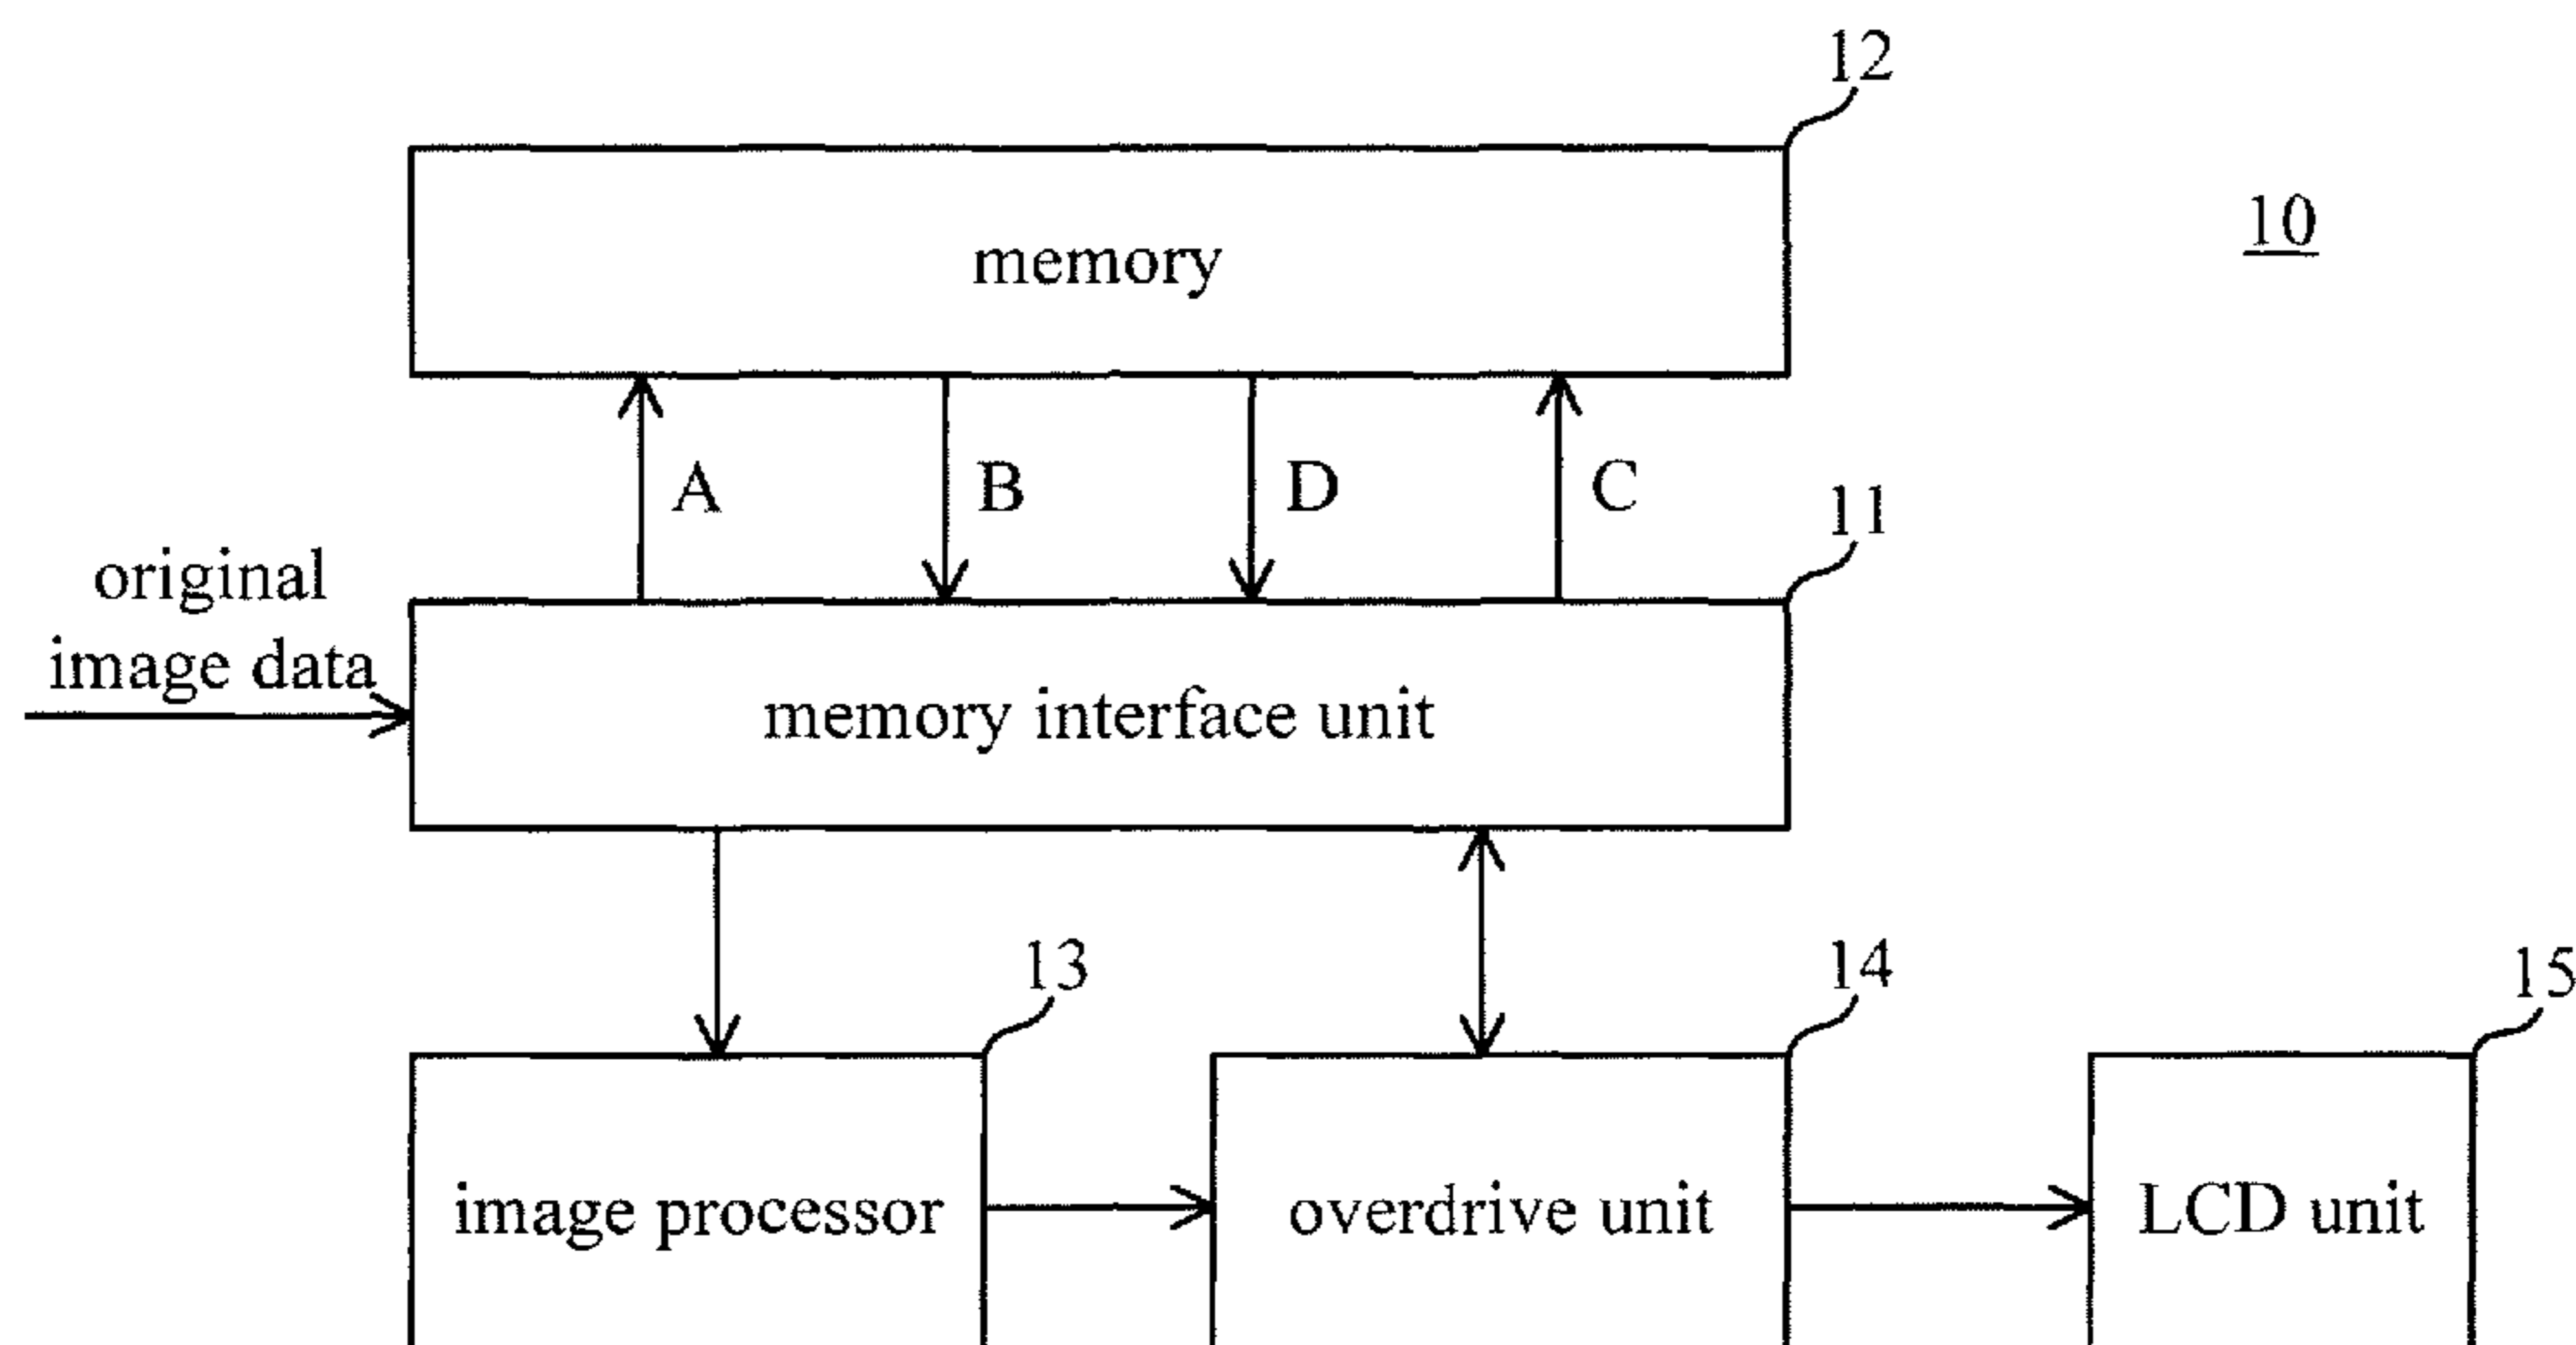 12
10
memory
A
B
D
C
11
original
image data
memory interface unit
13
14
15
image processor
overdrive unit
LCD unit